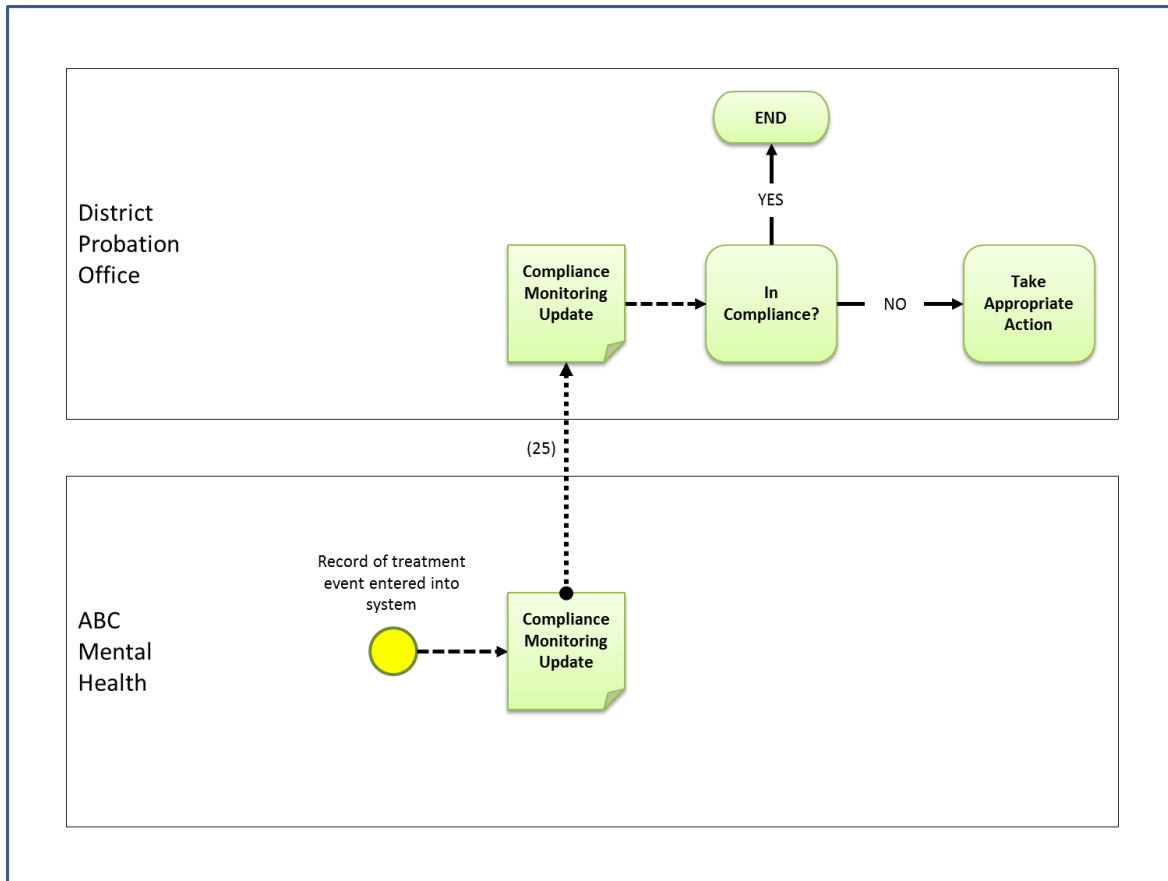 END
YES
District
Probation
Office
Compliance
Monitoring
Update
In
Compliance?
NO
Take
Appropriate
Action
(25)
Record of treatment
event entered into
system
ABC
Mental
Health
Compliance
Monitoring
Update